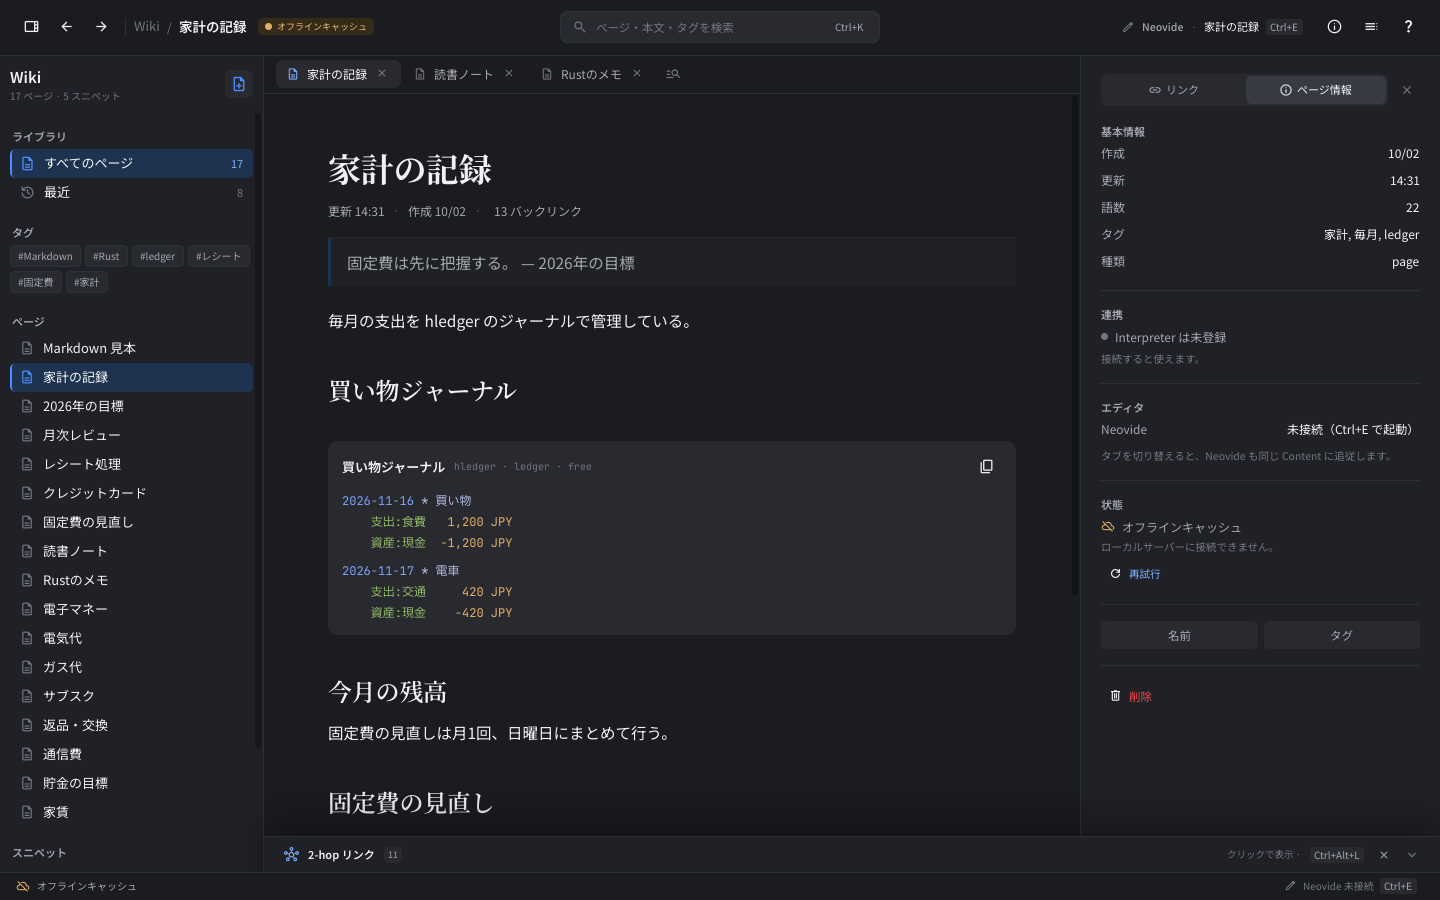 Wiki / 家計の記録 オフラインキャッシュ
ページ・本文・タグを検索 Ctrl+K
Neovide · 家計の記録 Ctrl+E
Wiki
17 ページ · 5 スニペット
ライブラリ
すべてのページ 17
最近 8
タグ
#Markdown #Rust #ledger #レシート
#固定費 #家計
ページ
Markdown 見本
家計の記録
2026年の目標
月次レビュー
レシート処理
クレジットカード
固定費の見直し
読書ノート
Rustのメモ
電子マネー
電気代
ガス代
サブスク
返品・交換
通信費
貯金の目標
家賃
スニペット
家計の記録 読書ノート Rustのメモ
家計の記録
更新 14:31 · 作成 10/02 · 13 バックリンク
固定費は先に把握する。 — 2026年の目標
毎月の支出を hledger のジャーナルで管理している。
買い物ジャーナル
買い物ジャーナル hledger · ledger · free
2026-11-16 * 買い物
支出:食費 1,200 JPY
資産:現金 -1,200 JPY
2026-11-17 * 電車
支出:交通 420 JPY
資産:現金 -420 JPY
今月の残高
固定費の見直しは月1回、日曜日にまとめて行う。
固定費の見直し
リンク ページ情報
基本情報
作成 10/02
更新 14:31
語数 22
タグ 家計, 毎月, ledger
種類 page
連携
Interpreter は未登録
接続すると使えます。
エディタ
Neovide 未接続（Ctrl+E で起動）
タブを切り替えると、Neovide も同じ Content に追従します。
状態
オフラインキャッシュ
ローカルサーバーに接続できません。
再試行
名前 タグ
削除
2-hop リンク 11
クリックで表示 · Ctrl+Alt+L
オフラインキャッシュ
Neovide 未接続 Ctrl+E